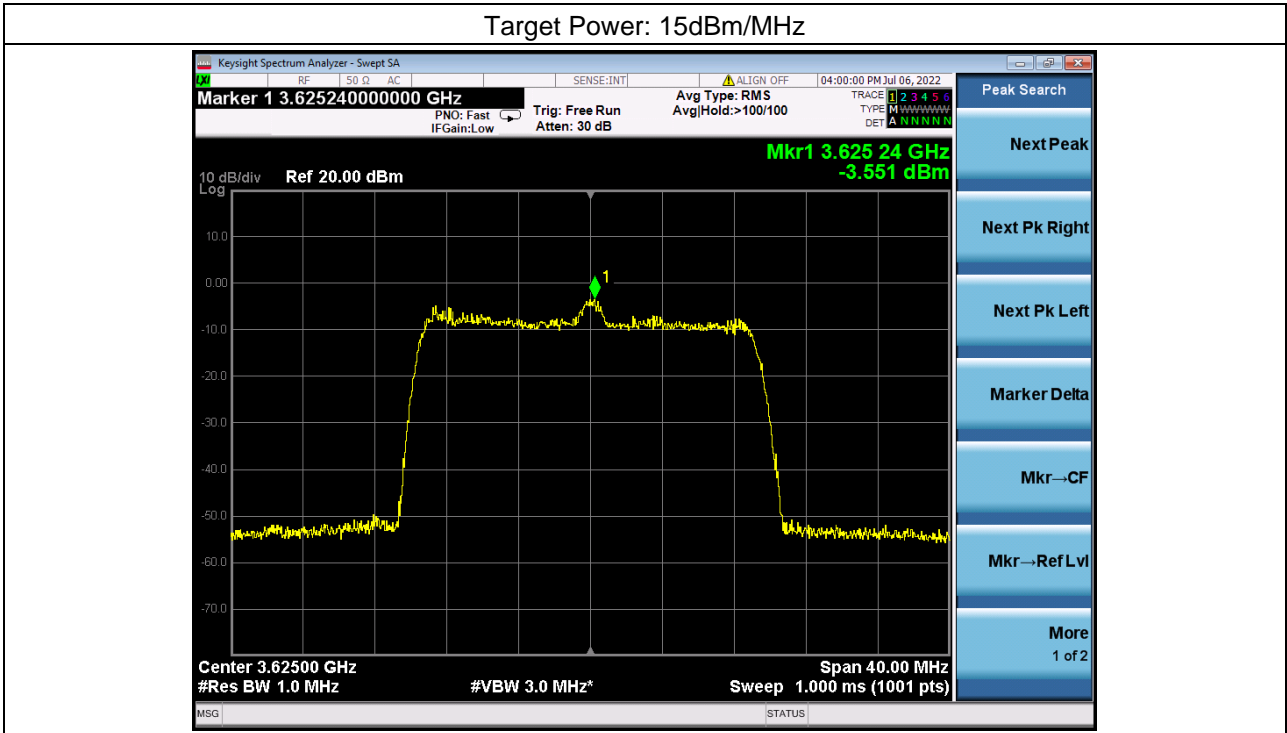 Target Power: 15dBm/MHz
Keysight Spectrum Analyzer - Swept SA
LXI RF 50 Ω AC SENSE:INT ALIGN OFF 04:00:00 PM Jul 06, 2022
Marker 1 3.625240000000 GHz
PNO: Fast
IFGain:Low
Trig: Free Run
Atten: 30 dB
Avg Type: RMS
Avg|Hold:>100/100
TRACE 1 2 3 4 5 6
TYPE M WWWWW
DET A N N N N N
Peak Search
Mkr1 3.625 24 GHz
-3.551 dBm
10 dB/div Ref 20.00 dBm
Log
10.0
0.00
-10.0
-20.0
-30.0
-40.0
-50.0
-60.0
-70.0
1
Center 3.62500 GHz Span 40.00 MHz
#Res BW 1.0 MHz #VBW 3.0 MHz* Sweep 1.000 ms (1001 pts)
Next Peak
Next Pk Right
Next Pk Left
Marker Delta
Mkr→CF
Mkr→Ref Lvl
More
1 of 2
MSG STATUS